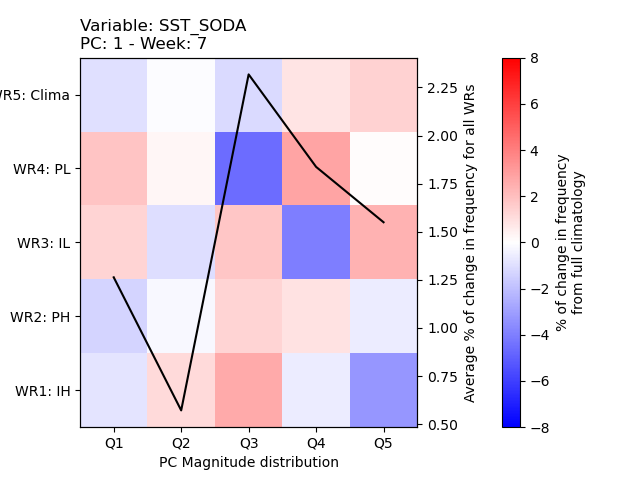 Variable: SST_SODA
PC: 1 - Week: 7
WR5: Clima
WR4: PL
WR3: IL
WR2: PH
WR1: IH
Q1 Q2 Q3 Q4 Q5
PC Magnitude distribution
2.25
2.00
1.75
1.50
1.25
1.00
0.75
0.50
Average % of change in frequency for all WRs
8
6
4
2
0
−2
−4
−6
−8
% of change in frequency
from full climatology